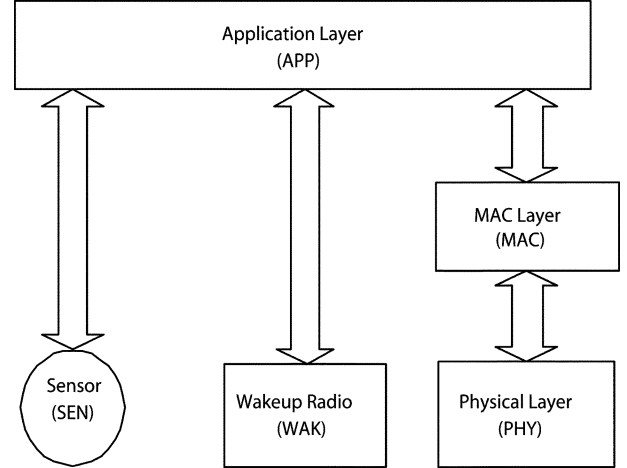 Application Layer
(APP)
MAC Layer
(MAC)
Sensor
(SEN)
Wakeup Radio
(WAK)
Physical Layer
(PHY)